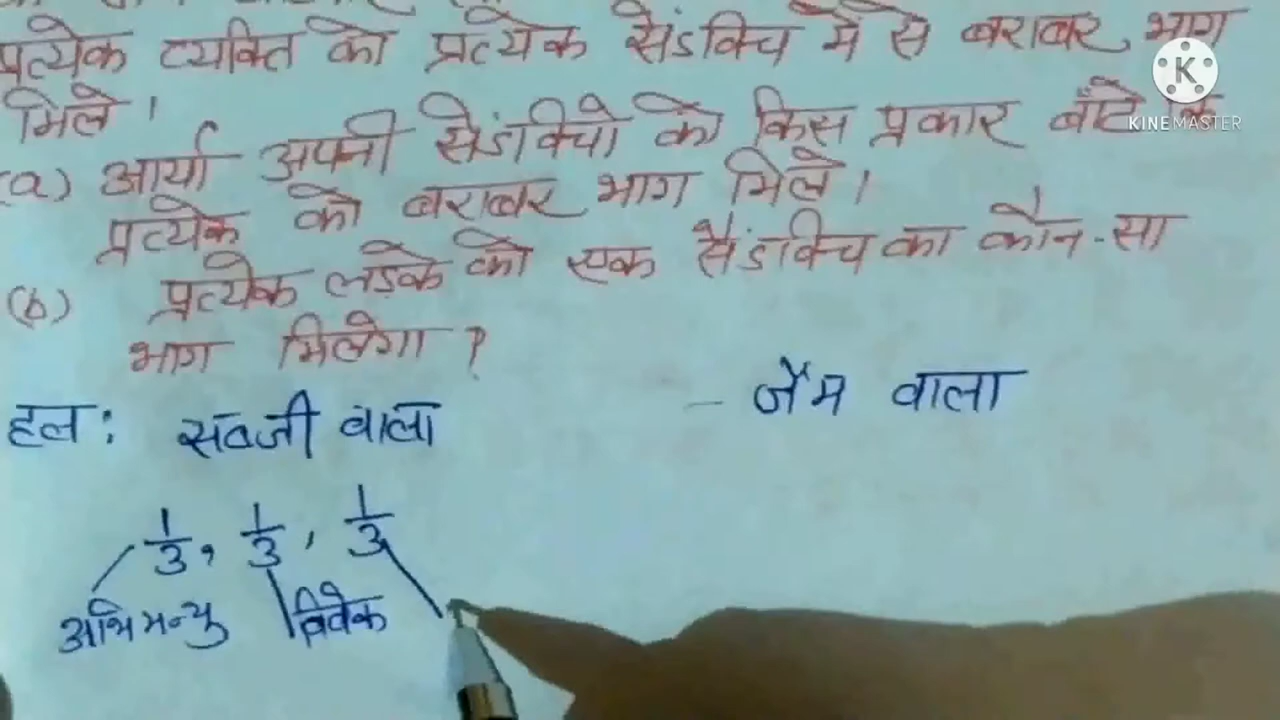 प्रत्येक व्यक्ति को प्रत्येक सेंडविच में से बराबर भाग
मिले ।
(a) आर्या अपनी सेंडविचो को किस प्रकार बाँटे कि
प्रत्येक को बराबर भाग मिले ।
(b) प्रत्येक लड़के को एक सैंडविच का कौन-सा
भाग मिलेगा ?
हल : सब्जी वाला – जैम वाला
1/3, 1/3, 1/3
अभिमन्यु विवेक
K
KINEMASTER